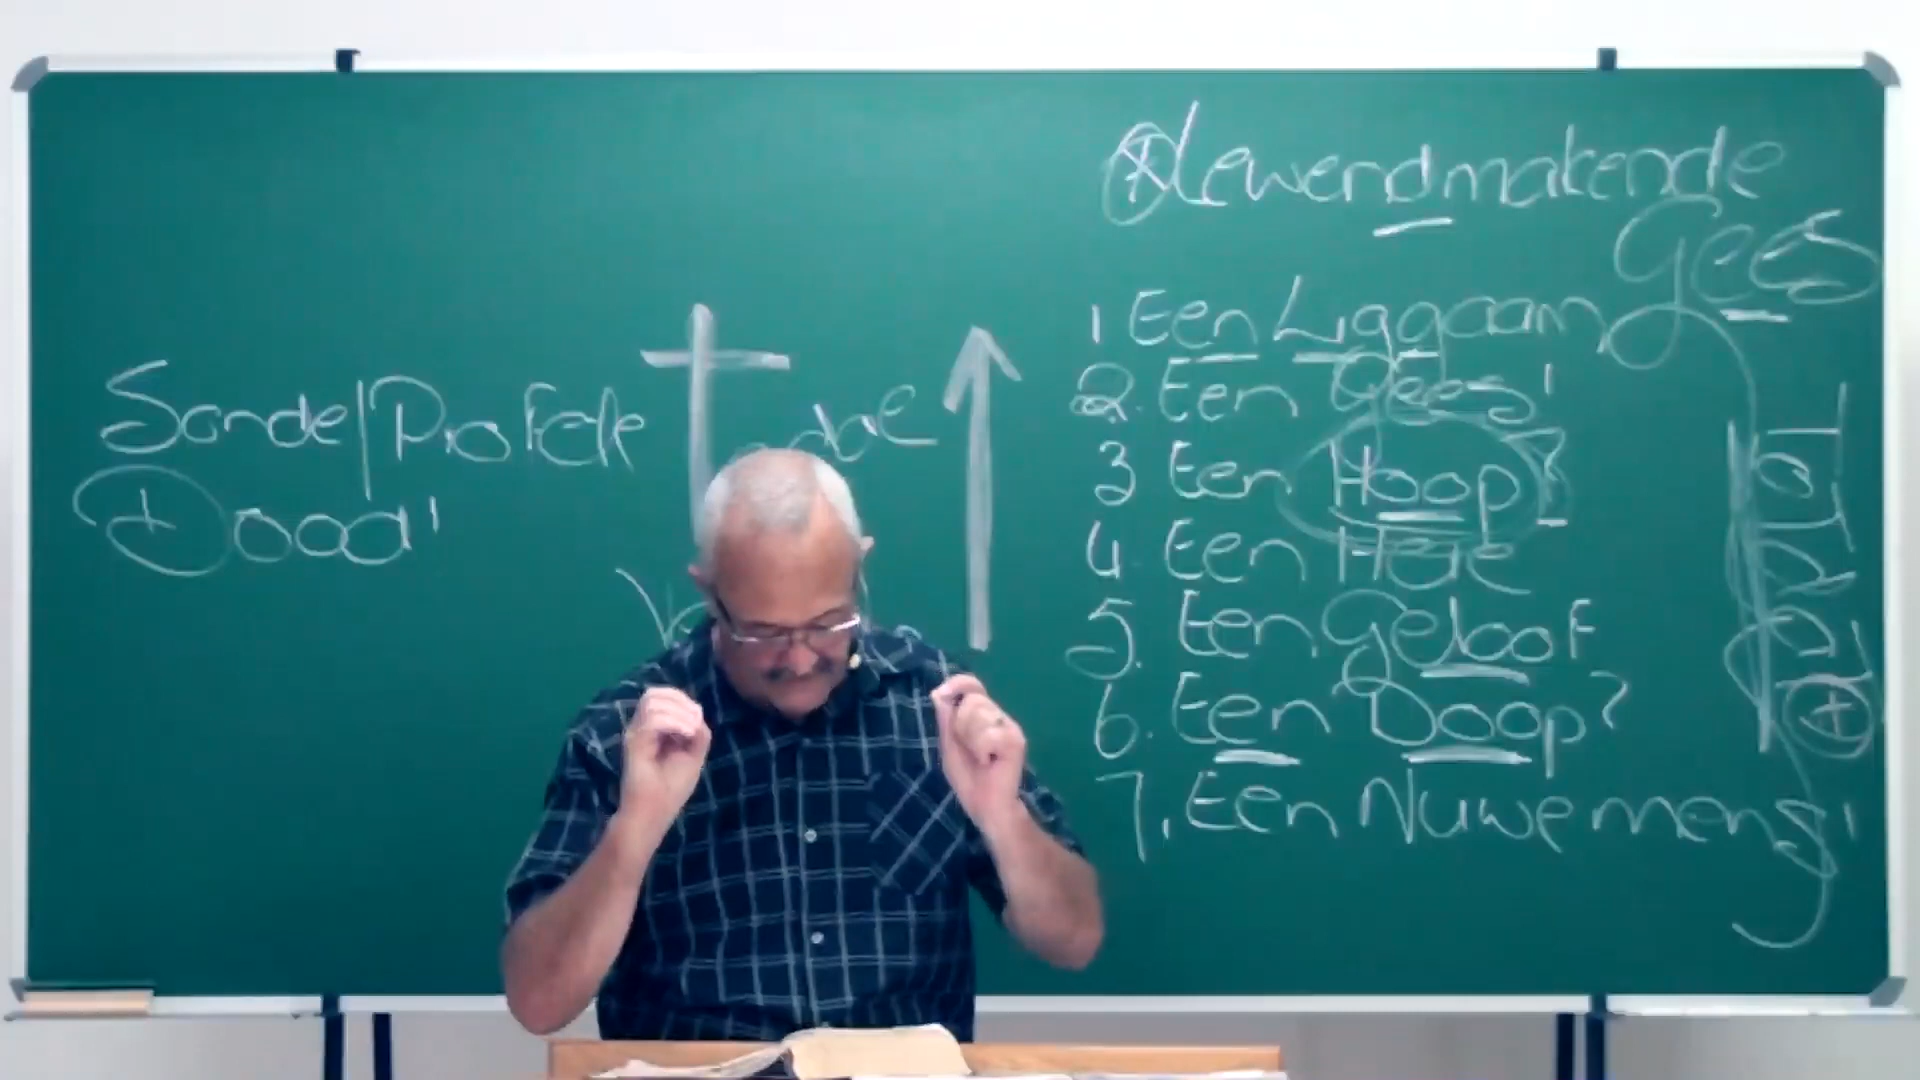 Lewendmakende
Gees
1 Een Liggaam
2. Een Gees'
3 Een Hoop
4. Een Here
5. Een Geloof
6. Een Doop?
7. Een Nuwe mens'
Sonde/Profete
Dood'